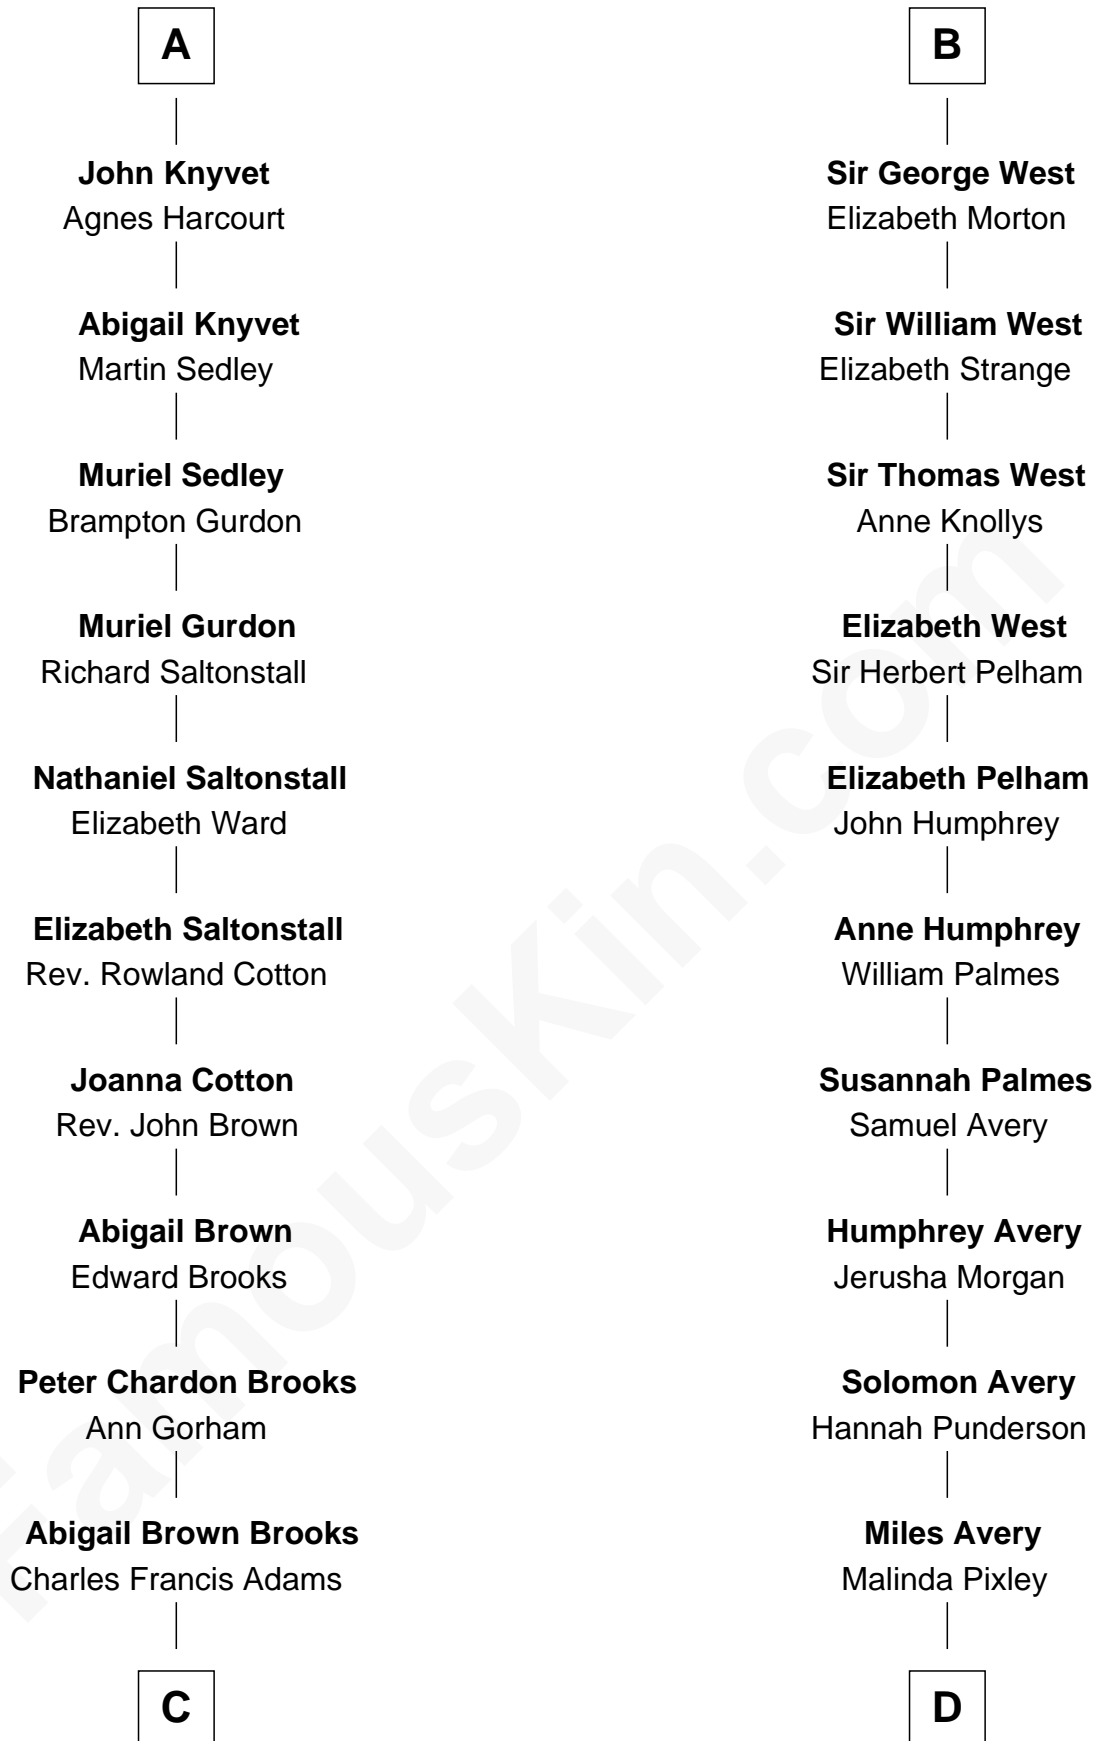 A
John Knyvet
Agnes Harcourt
Abigail Knyvet
Martin Sedley
Muriel Sedley
Brampton Gurdon
Muriel Gurdon
Richard Saltonstall
Nathaniel Saltonstall
Elizabeth Ward
Elizabeth Saltonstall
Rev. Rowland Cotton
Joanna Cotton
Rev. John Brown
Abigail Brown
Edward Brooks
Peter Chardon Brooks
Ann Gorham
Abigail Brown Brooks
Charles Francis Adams
C
B
Sir George West
Elizabeth Morton
Sir William West
Elizabeth Strange
Sir Thomas West
Anne Knollys
Elizabeth West
Sir Herbert Pelham
Elizabeth Pelham
John Humphrey
Anne Humphrey
William Palmes
Susannah Palmes
Samuel Avery
Humphrey Avery
Jerusha Morgan
Solomon Avery
Hannah Punderson
Miles Avery
Malinda Pixley
D
FamousKin.com